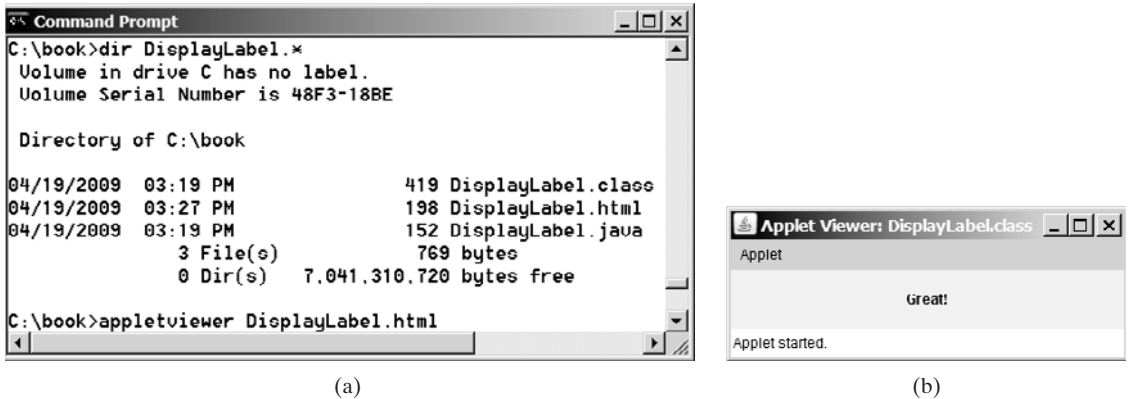 Command Prompt
C:\book>dir DisplayLabel.*
Volume in drive C has no label.
Volume Serial Number is 48F3-18BE
Directory of C:\book
04/19/2009 03:19 PM 419 DisplayLabel.class
04/19/2009 03:27 PM 198 DisplayLabel.html
04/19/2009 03:19 PM 152 DisplayLabel.java
3 File(s) 769 bytes
0 Dir(s) 7,041,310,720 bytes free
C:\book>appletviewer DisplayLabel.html
(a)
Applet Viewer: DisplayLabel.class
Applet
Great!
Applet started.
(b)